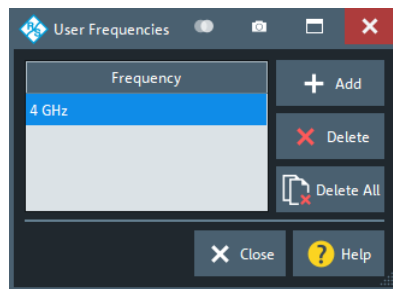 User Frequencies
Frequency
Add
4 GHz
Delete
Delete All
Close
Help